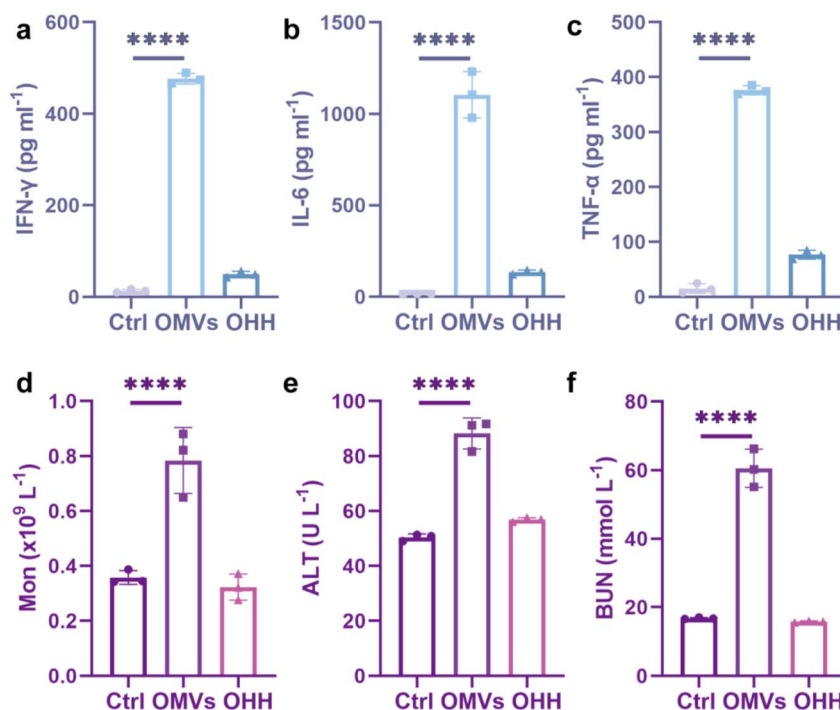 a
****
IFN-γ (pg ml⁻¹)
600
400
200
0
Ctrl OMVs OHH
b
****
IL-6 (pg ml⁻¹)
1500
1000
500
0
Ctrl OMVs OHH
c
****
TNF-α (pg ml⁻¹)
500
400
300
200
100
0
Ctrl OMVs OHH
d
****
Mon (x10⁹ L⁻¹)
1.0
0.8
0.6
0.4
0.2
0.0
Ctrl OMVs OHH
e
****
ALT (U L⁻¹)
100
80
60
40
20
0
Ctrl OMVs OHH
f
****
BUN (mmol L⁻¹)
80
60
40
20
0
Ctrl OMVs OHH